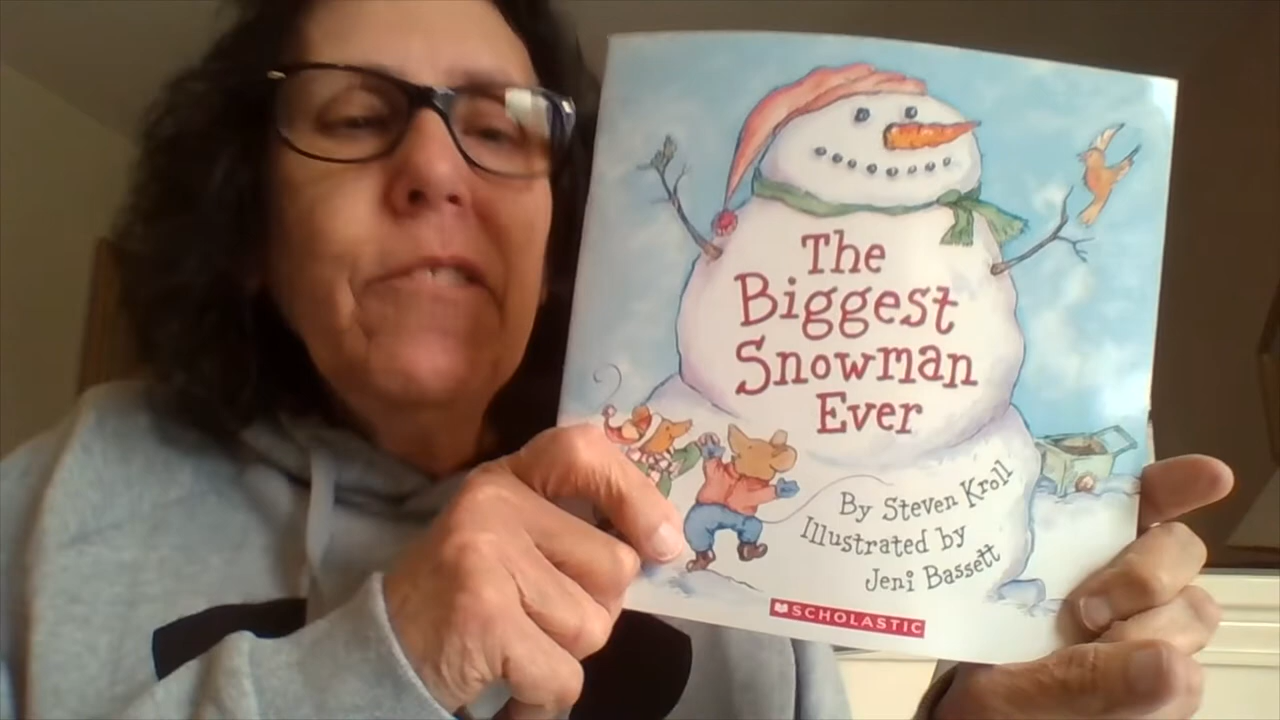 The
Biggest
Snowman
Ever
By Steven Kroll
Illustrated by
Jeni Bassett
SCHOLASTIC